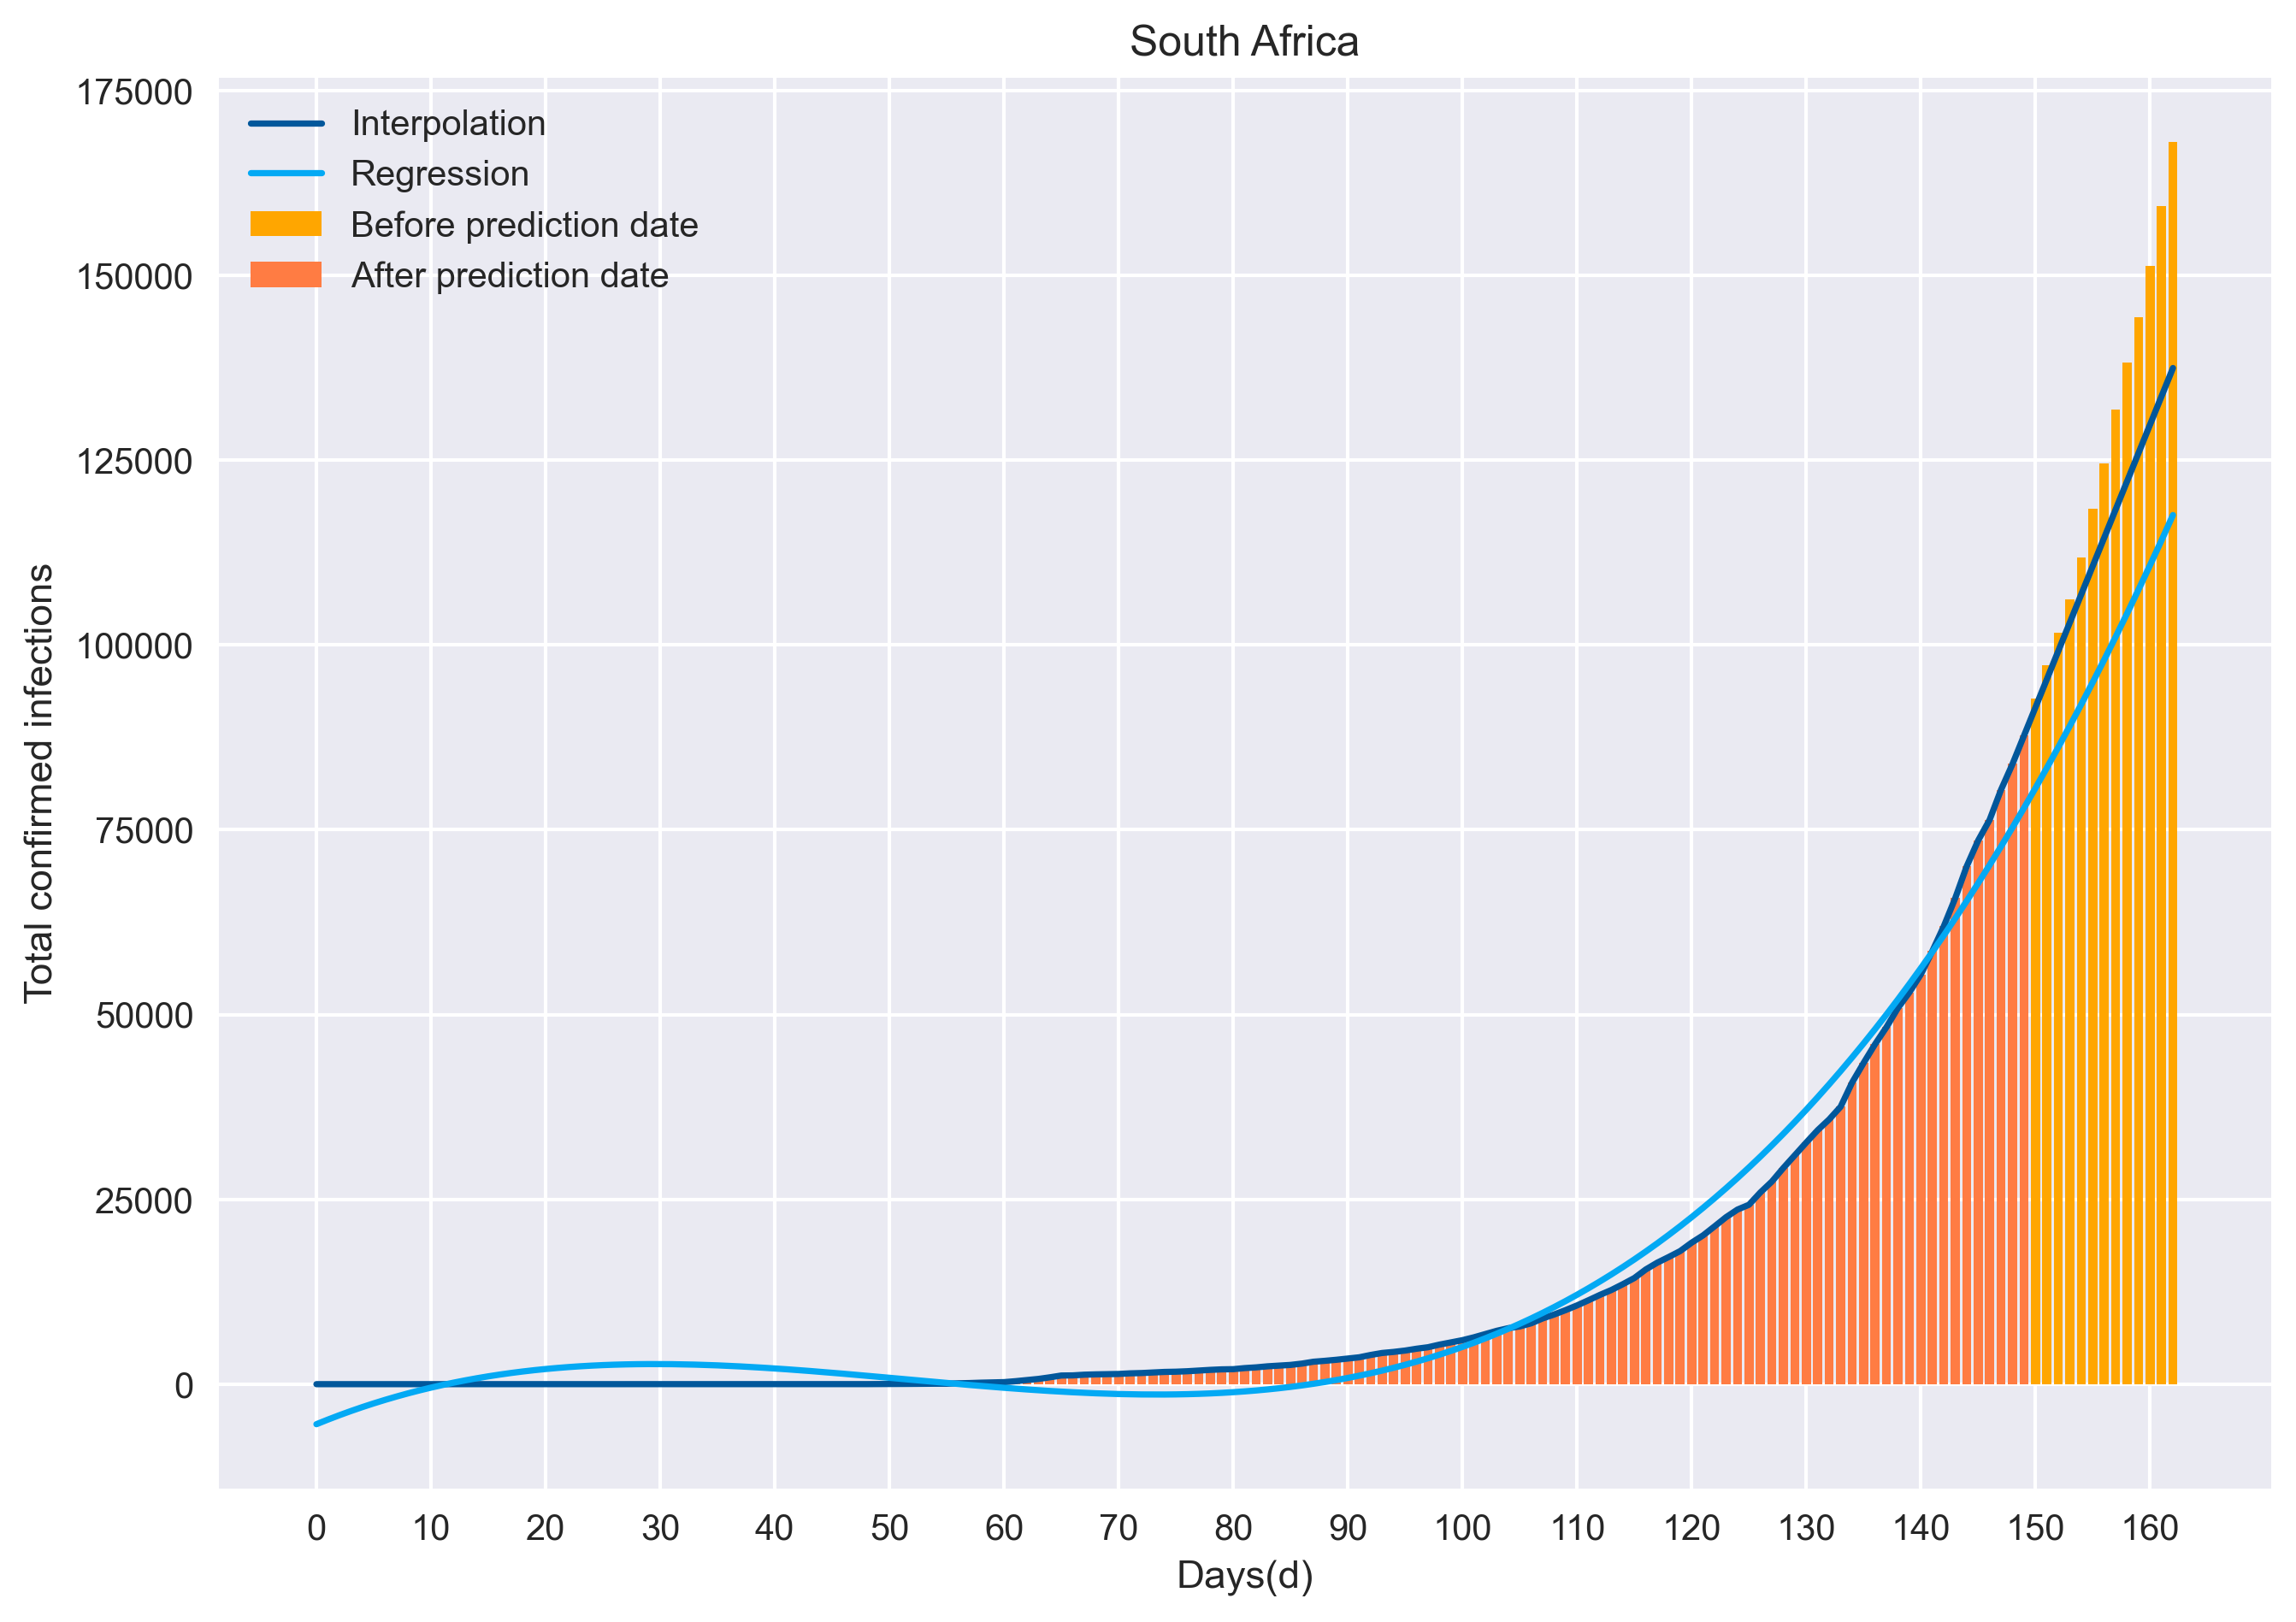 South Africa
175000
150000
125000
100000
75000
50000
25000
0
Total confirmed infections
Interpolation
Regression
Before prediction date
After prediction date
0 10 20 30 40 50 60 70 80 90 100 110 120 130 140 150 160
Days(d)